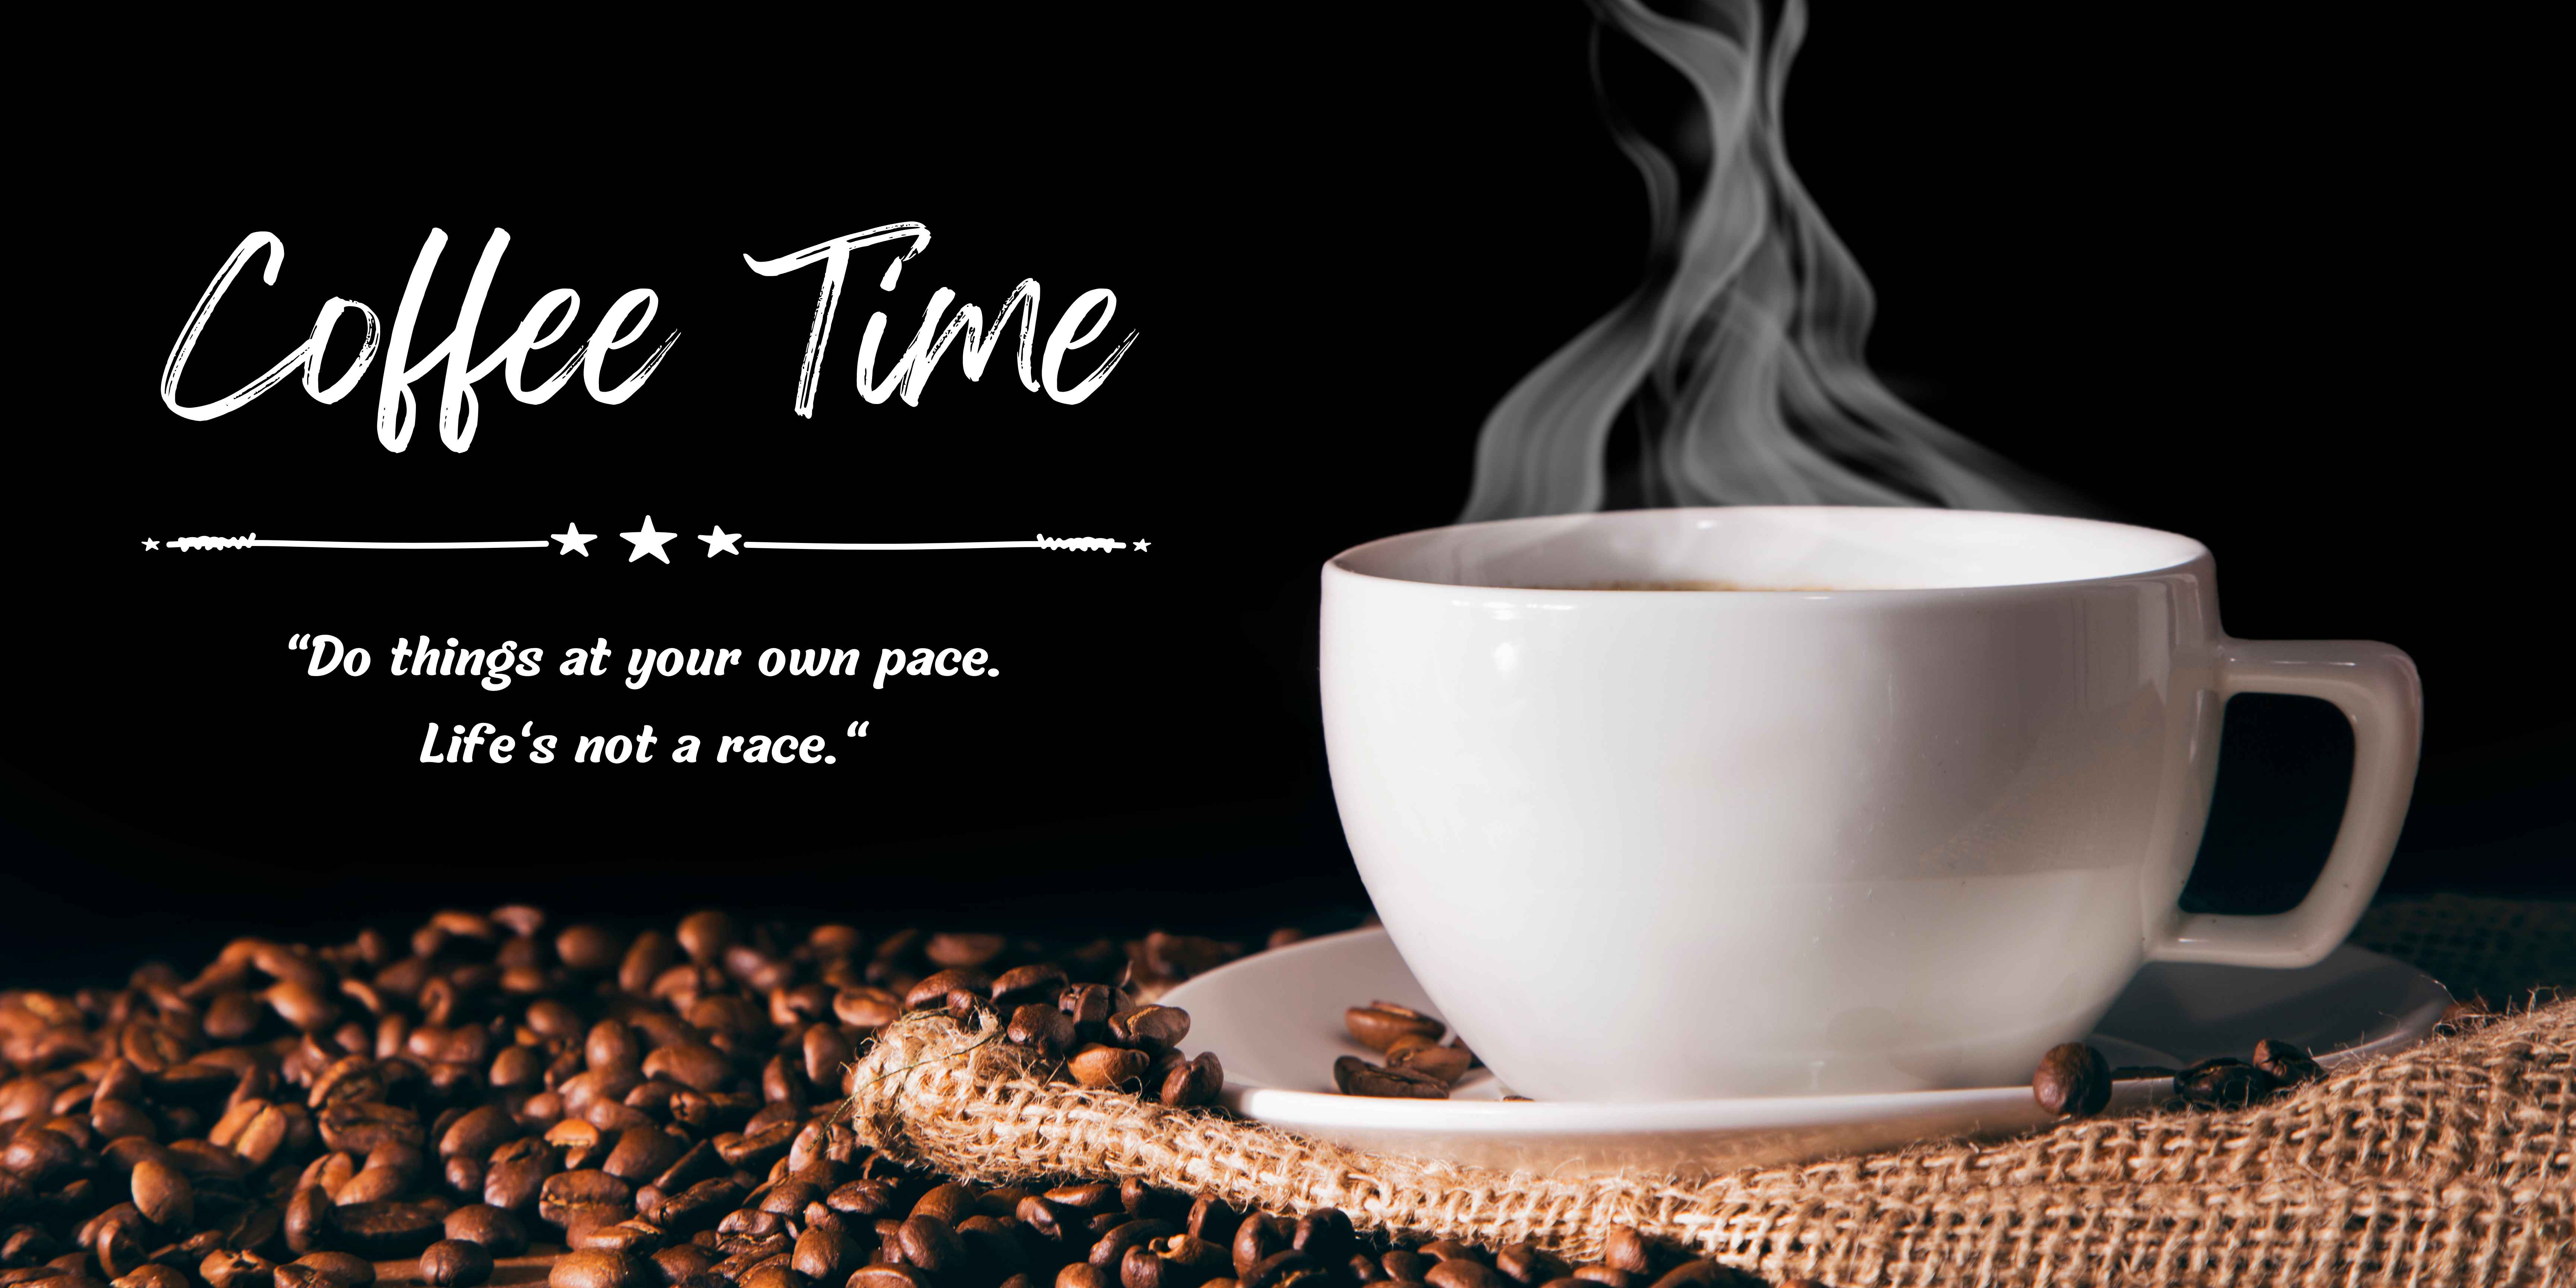 Coffee Time
“Do things at your own pace.
Life‘s not a race.“